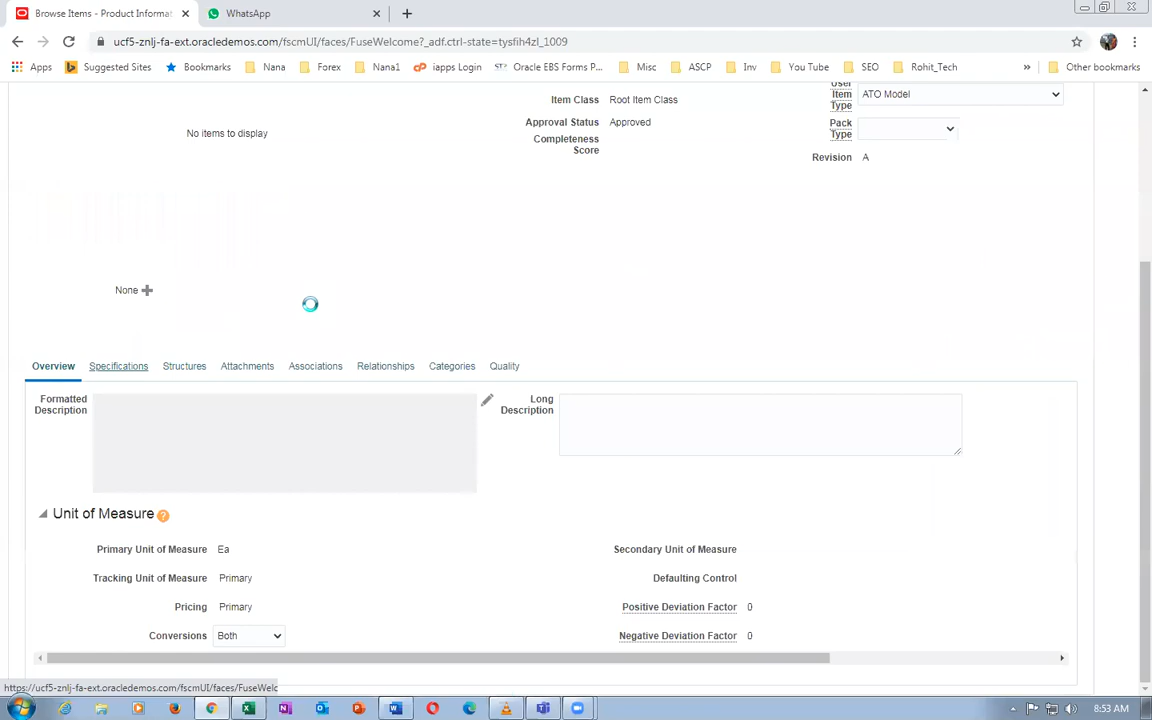 Browse Items - Product Informat
WhatsApp
ucf5-znlj-fa-ext.oracledemos.com/fscmUI/faces/FuseWelcome?_adf.ctrl-state=tysfih4zl_1009
Apps Suggested Sites Bookmarks Nana Forex Nana1 iapps Login Oracle EBS Forms P... Misc ASCP Inv You Tube SEO Rohit_Tech » Other bookmarks
Item Class Root Item Class
User
Item
Type ATO Model
No items to display
Approval Status Approved
Pack
Type
Completeness
Score
Revision A
None
Overview Specifications Structures Attachments Associations Relationships Categories Quality
Formatted
Description
Long
Description
Unit of Measure ?
Primary Unit of Measure Ea Secondary Unit of Measure
Tracking Unit of Measure Primary Defaulting Control
Pricing Primary Positive Deviation Factor 0
Conversions Both Negative Deviation Factor 0
https://ucf5-znlj-fa-ext.oracledemos.com/fscmUI/faces/FuseWelc
8:53 AM